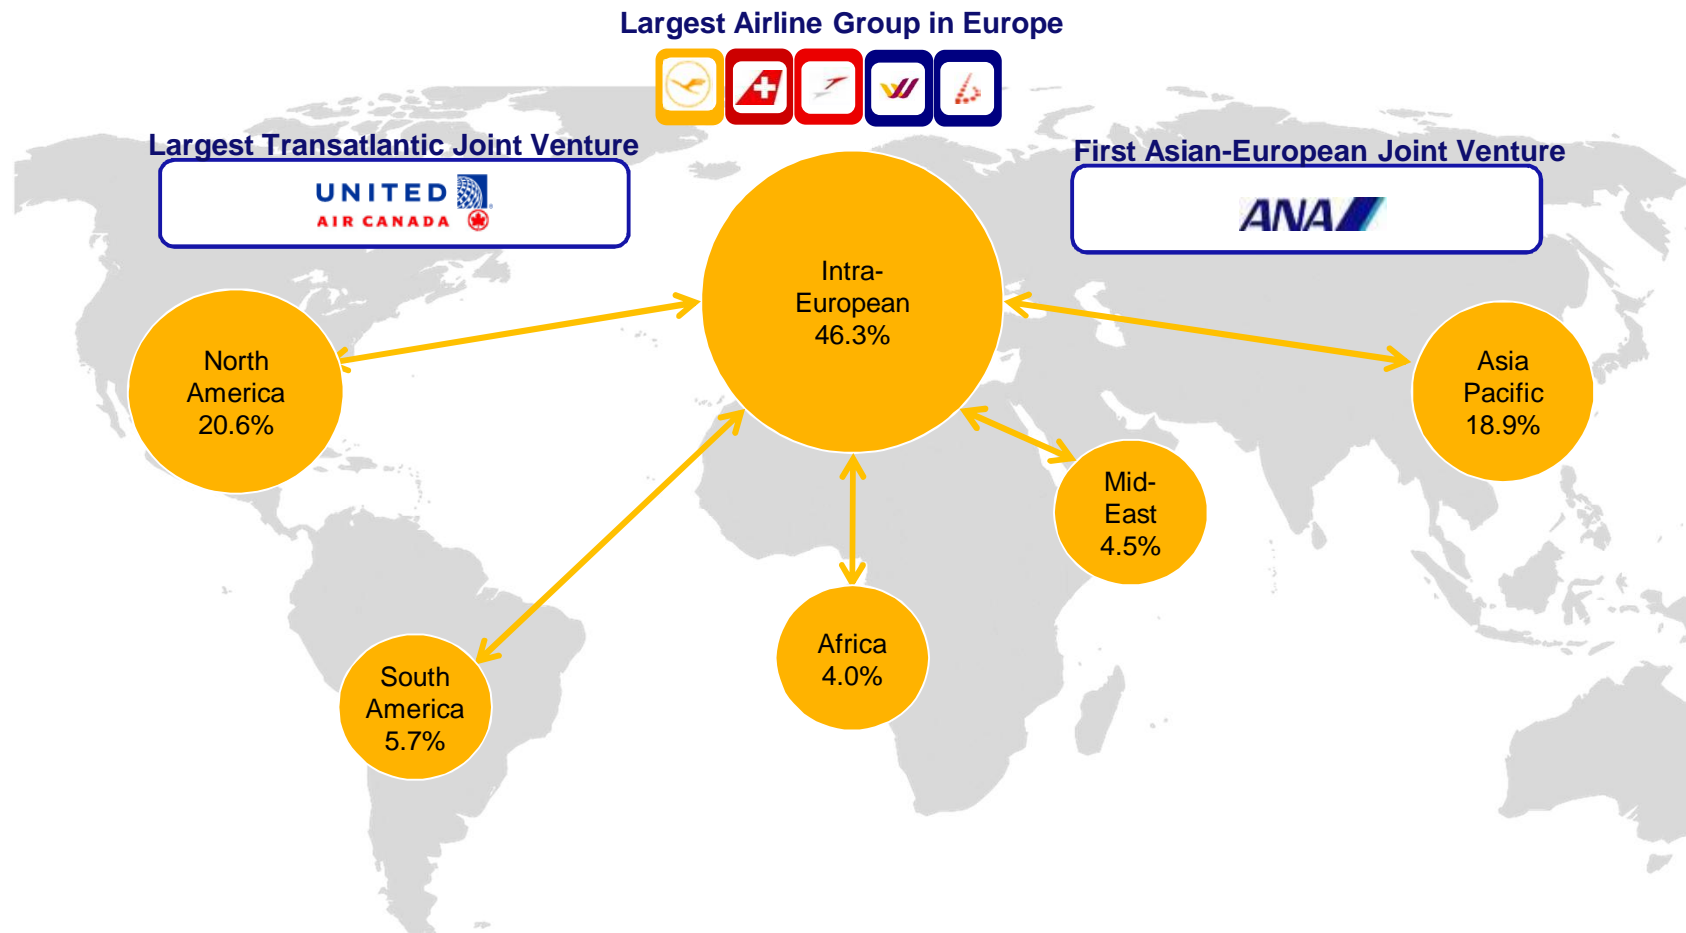 Largest Airline Group in Europe
Largest Transatlantic Joint Venture
UNITED
AIR CANADA
First Asian-European Joint Venture
ANA
Intra-
European
46.3%
North
America
20.6%
Asia
Pacific
18.9%
Mid-
East
4.5%
Africa
4.0%
South
America
5.7%